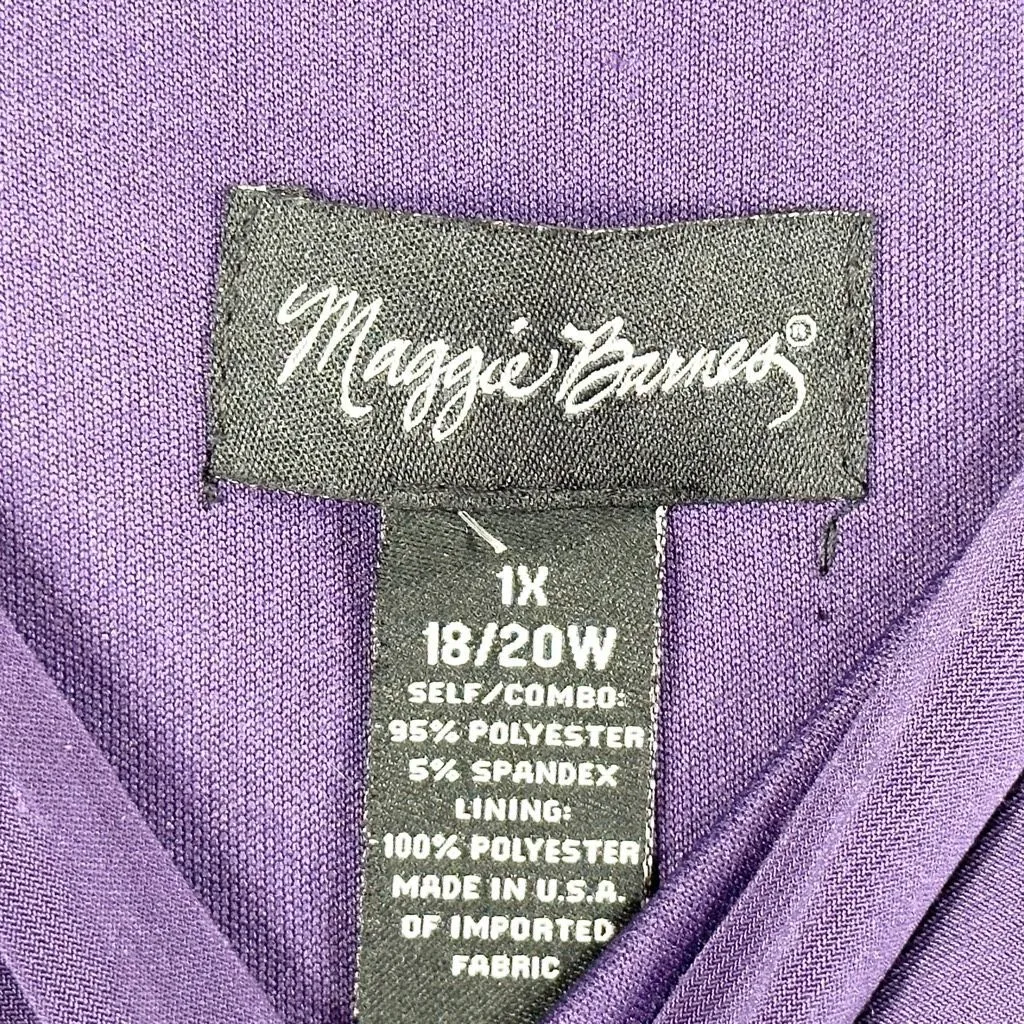 Maggie Barnes®
1X
18/20W
SELF/COMBO:
95% POLYESTER
5% SPANDEX
LINING:
100% POLYESTER
MADE IN U.S.A.
OF IMPORTED
FABRIC